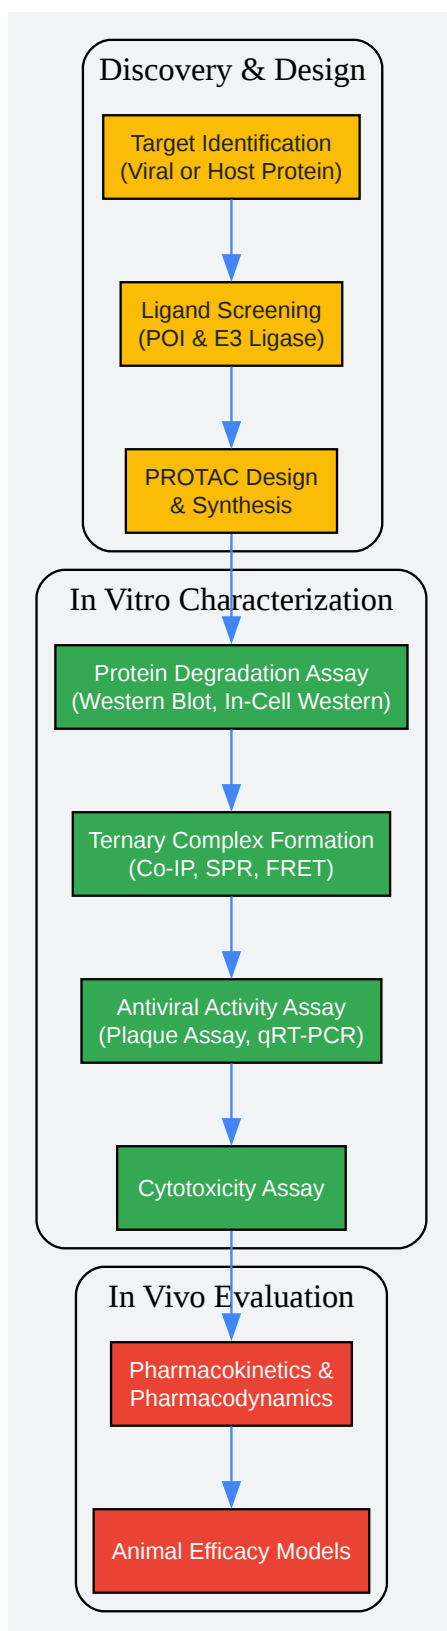 Discovery & Design
Target Identification
(Viral or Host Protein)
Ligand Screening
(POI & E3 Ligase)
PROTAC Design
& Synthesis
In Vitro Characterization
Protein Degradation Assay
(Western Blot, In-Cell Western)
Ternary Complex Formation
(Co-IP, SPR, FRET)
Antiviral Activity Assay
(Plaque Assay, qRT-PCR)
Cytotoxicity Assay
In Vivo Evaluation
Pharmacokinetics &
Pharmacodynamics
Animal Efficacy Models